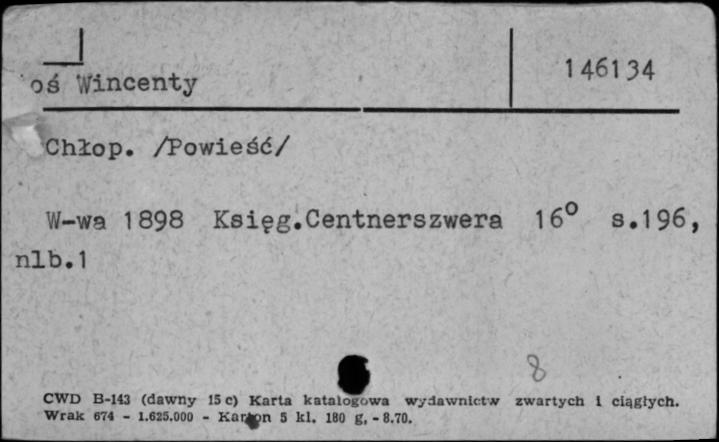 oś Wincenty
146134
Chłop. /Powieść/
W-wa 1898 Księg.Centnerszwera 16° s.196,
nlb.1
8
CWD B-143 (dawny 15 c) Karta katalogowa wydawnictw zwartych i ciągłych.
Wrak 674 - 1.625.000 - Karton 5 kl. 180 g, - 8.70.